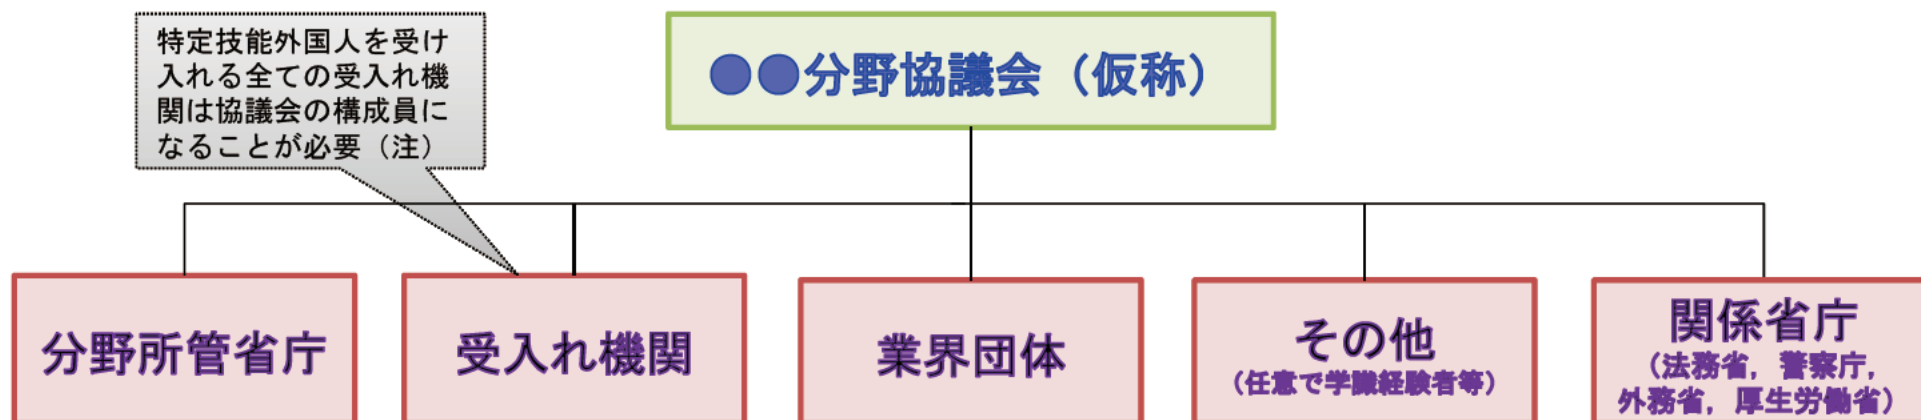 特定技能外国人を受け
入れる全ての受入れ機
関は協議会の構成員に
なることが必要（注）
●●分野協議会（仮称）
分野所管省庁
受入れ機関
業界団体
その他
（任意で学識経験者等）
関係省庁
（法務省，警察庁，
外務省，厚生労働省）